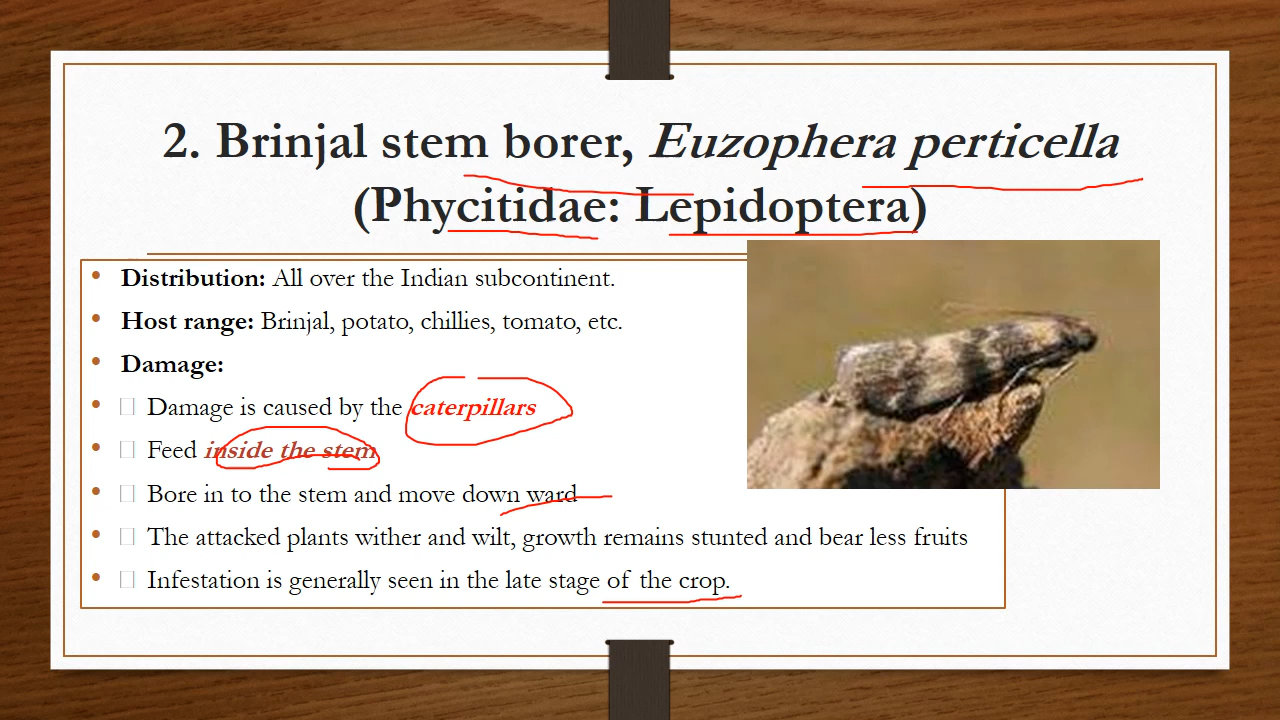 2. Brinjal stem borer, Euzophera perticella
(Phycitidae: Lepidoptera)
• Distribution: All over the Indian subcontinent.
• Host range: Brinjal, potato, chillies, tomato, etc.
• Damage:
• Damage is caused by the caterpillars
• Feed inside the stem
• Bore in to the stem and move down ward
• The attacked plants wither and wilt, growth remains stunted and bear less fruits
• Infestation is generally seen in the late stage of the crop.